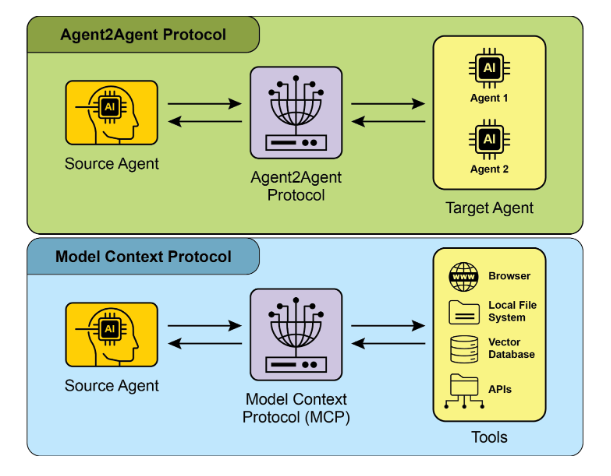 Agent2Agent Protocol
AI
Source Agent
Agent2Agent
Protocol
AI
Agent 1
AI
Agent 2
Target Agent
Model Context Protocol
AI
Source Agent
Model Context
Protocol (MCP)
www
Browser
Local File
System
Vector
Database
APIs
Tools